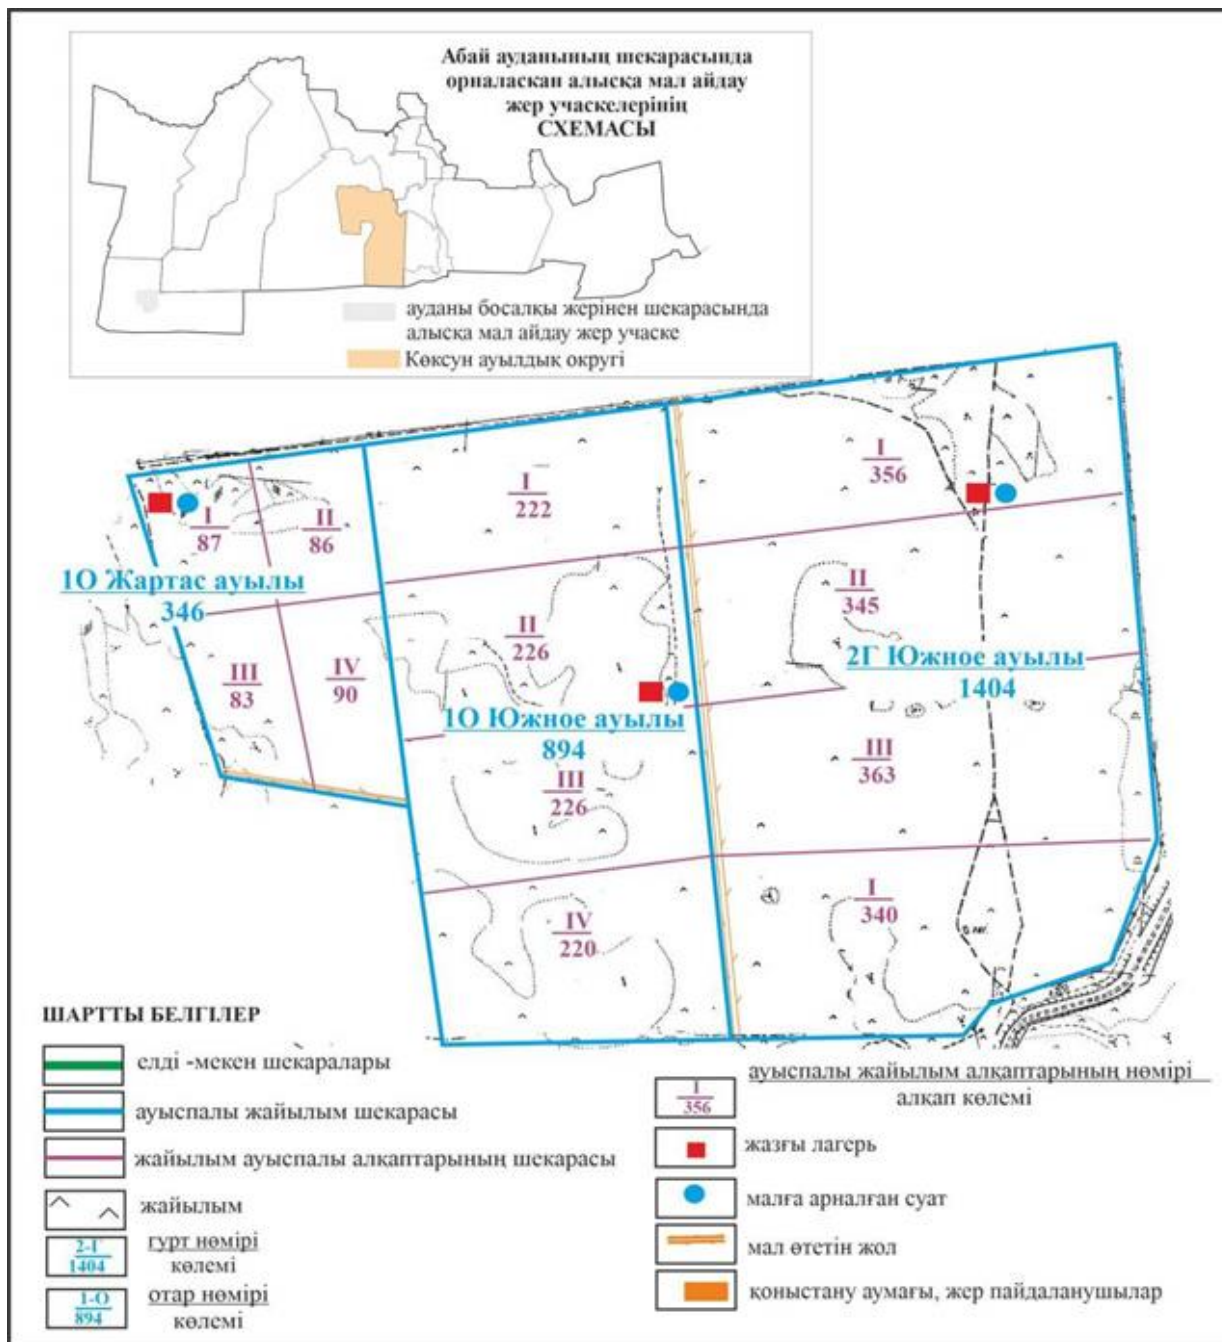 Абай ауданының шекарасында
орналаскан алысқа мал айдау
жер учаскелерінің
СХЕМАСЫ
ауданы босалқы жерінен шекарасында
алысқа мал айдау жер учаске
Көксун ауылдық округі
I
87
II
86
1О Жартас ауылы
346
III
83
IV
90
I
222
II
226
1О Южное ауылы
894
III
226
IV
220
I
356
II
345
2Г Южное ауылы
1404
III
363
I
340
ШАРТТЫ БЕЛГІЛЕР
елді -мекен шекаралары
ауыспалы жайылым шекарасы
жайылым ауыспалы алқаптарының шекарасы
жайылым
2-Г
1404
гурт нөмірі
көлемі
1-О
894
отар нөмірі
көлемі
I
356
ауыспалы жайылым алқаптарының нөмірі
алқап көлемі
жазғы лагерь
малға арналған суат
мал өтетін жол
қоныстану аумағы, жер пайдаланушылар